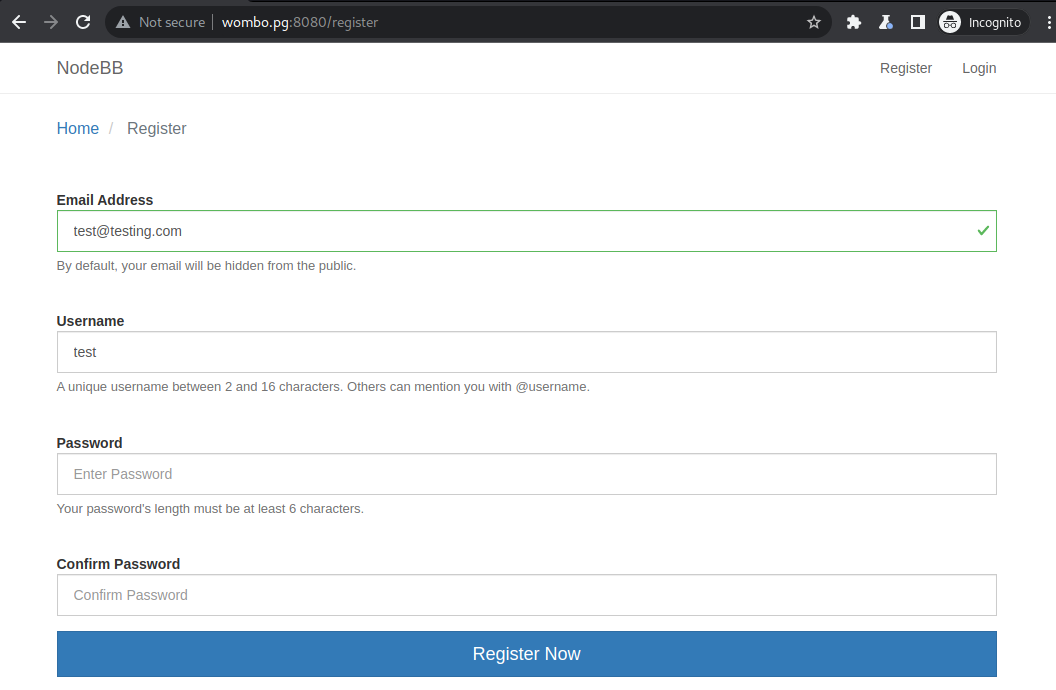 Not secure | wombo.pg:8080/register Incognito
NodeBB Register Login
Home / Register
Email Address
test@testing.com
By default, your email will be hidden from the public.
Username
test
A unique username between 2 and 16 characters. Others can mention you with @username.
Password
Enter Password
Your password's length must be at least 6 characters.
Confirm Password
Confirm Password
Register Now